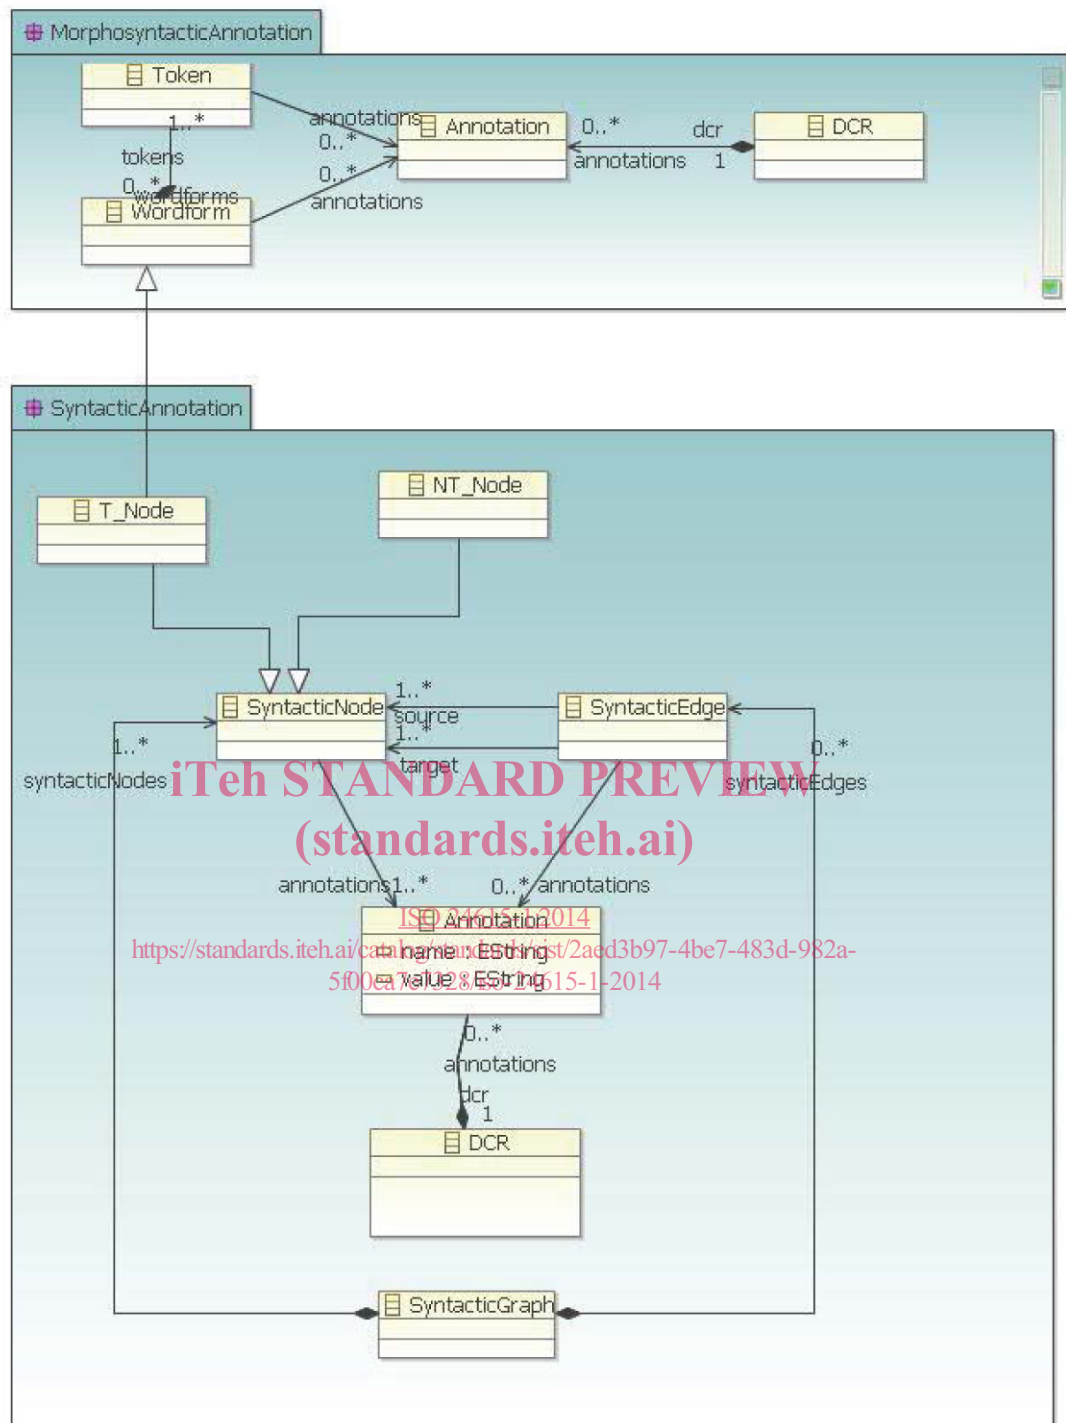 MorphosyntacticAnnotation
Token
1..*
annotations
0..*
Annotation
0..*
dcr
DCR
annotations
1
tokens
0..*
wordforms
0..*
annotations
Wordform
SyntacticAnnotation
T_Node
NT_Node
SyntacticNode
1..*
source
1..*
target
SyntacticEdge
1..*
syntacticNodes
0..*
syntacticEdges
iTeh STANDARD PREVIEW
(standards.iteh.ai)
annotations
1..*
0..*
annotations
ISO 24615-1:2014
Annotation
https://standards.iteh.ai/catalog/standards/sist/2aed3b97-4be7-483d-982a-
name : EString
5f00ea7c7328/iso-24615-1-2014
value : EString
0..*
annotations
dcr
1
DCR
SyntacticGraph